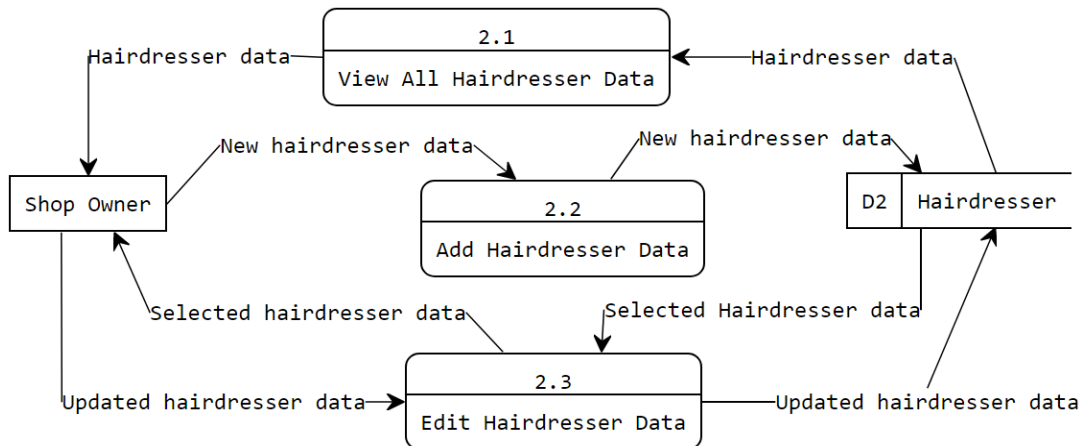 2.1
Hairdresser data
Hairdresser data
View All Hairdresser Data
New hairdresser data
New hairdresser data
Shop Owner
2.2
D2
Hairdresser
Add Hairdresser Data
Selected hairdresser data
Selected Hairdresser data
2.3
Updated hairdresser data
Updated hairdresser data
Edit Hairdresser Data